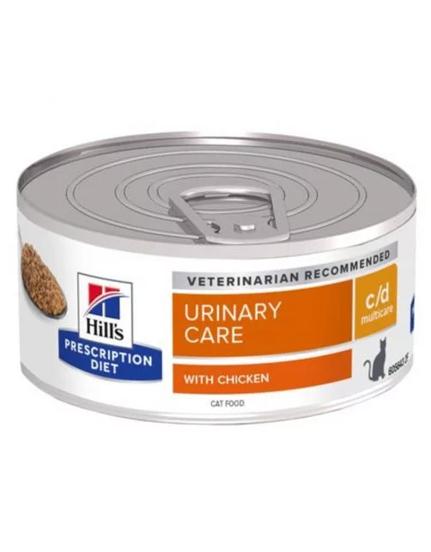 VETERINARIAN RECOMMENDED
Hill's
PRESCRIPTION
DIET
URINARY
CARE
c/d
multicare
WITH CHICKEN
CAT FOOD